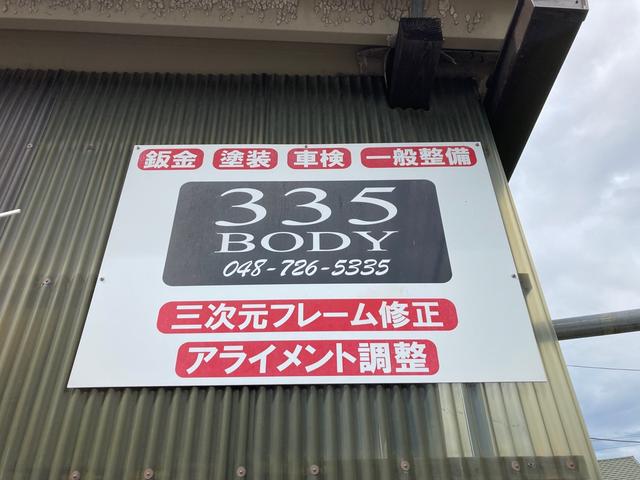 鈑金 塗装 車検 一般整備
335
BODY
048-726-5335
三次元フレーム修正
アライメント調整